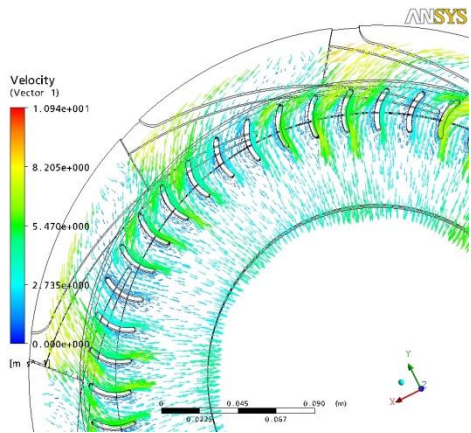 ANSYS
Velocity
(Vector 1)
1.094e+001
8.205e+000
5.470e+000
2.735e+000
0.000e+000
[m s^-1]
Y
Z
X
0 0.045 0.090 (m)
0.0225 0.067